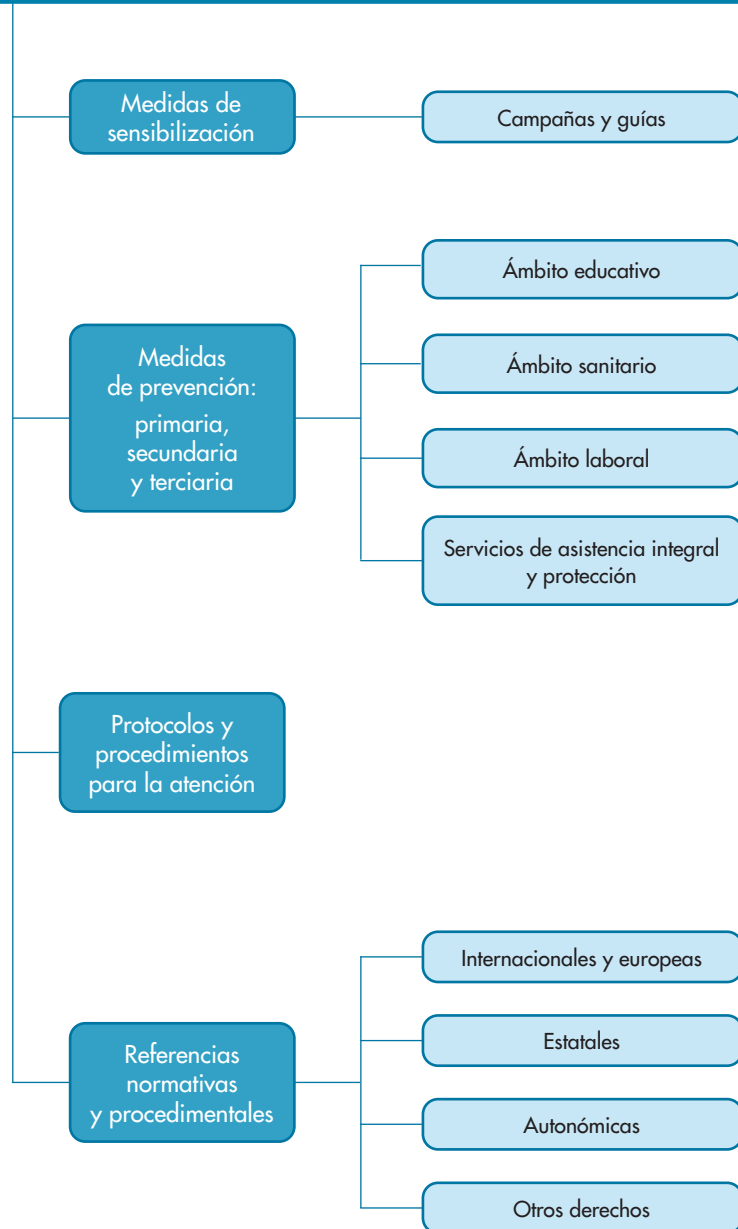 Medidas de
sensibilización
Campañas y guías
Medidas
de prevención:
primaria,
secundaria
y terciaria
Ámbito educativo
Ámbito sanitario
Ámbito laboral
Servicios de asistencia integral
y protección
Protocolos y
procedimientos
para la atención
Referencias
normativas
y procedimentales
Internacionales y europeas
Estatales
Autonómicas
Otros derechos